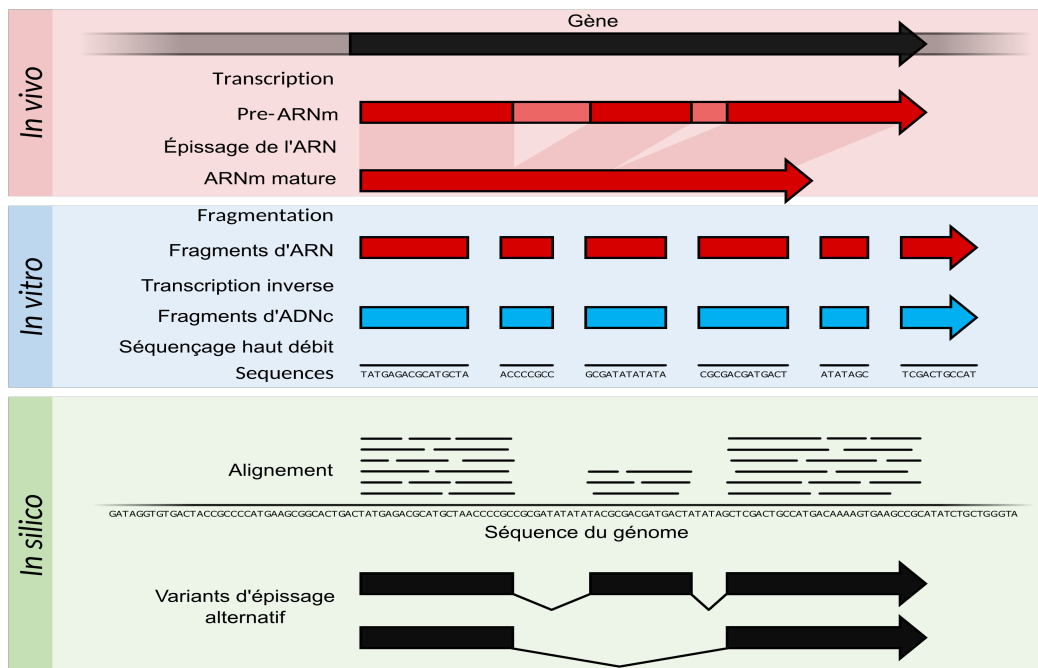 In vivo
Gène
Transcription
Pre-ARNm
Épissage de l'ARN
ARNm mature
In vitro
Fragmentation
Fragments d'ARN
Transcription inverse
Fragments d'ADNc
Séquençage haut débit
Sequences
TATGAGACGCATGCTA ACCCCGCC GCGATATATATA CGCGACGATGACT ATATAGC TCGACTGCCAT
In silico
Alignement
GATAGGTGTGACTACCGCCCCATGAAGCGGCACTGACTATGAGACGCATGCTAACCCCGCCGCGATATATATACGCGACGATGACTATATAGCTCGACTGCCATGACAAAAGTGAAGCCGCATATCTGCTGGGTA
Séquence du génome
Variants d'épissage
alternatif